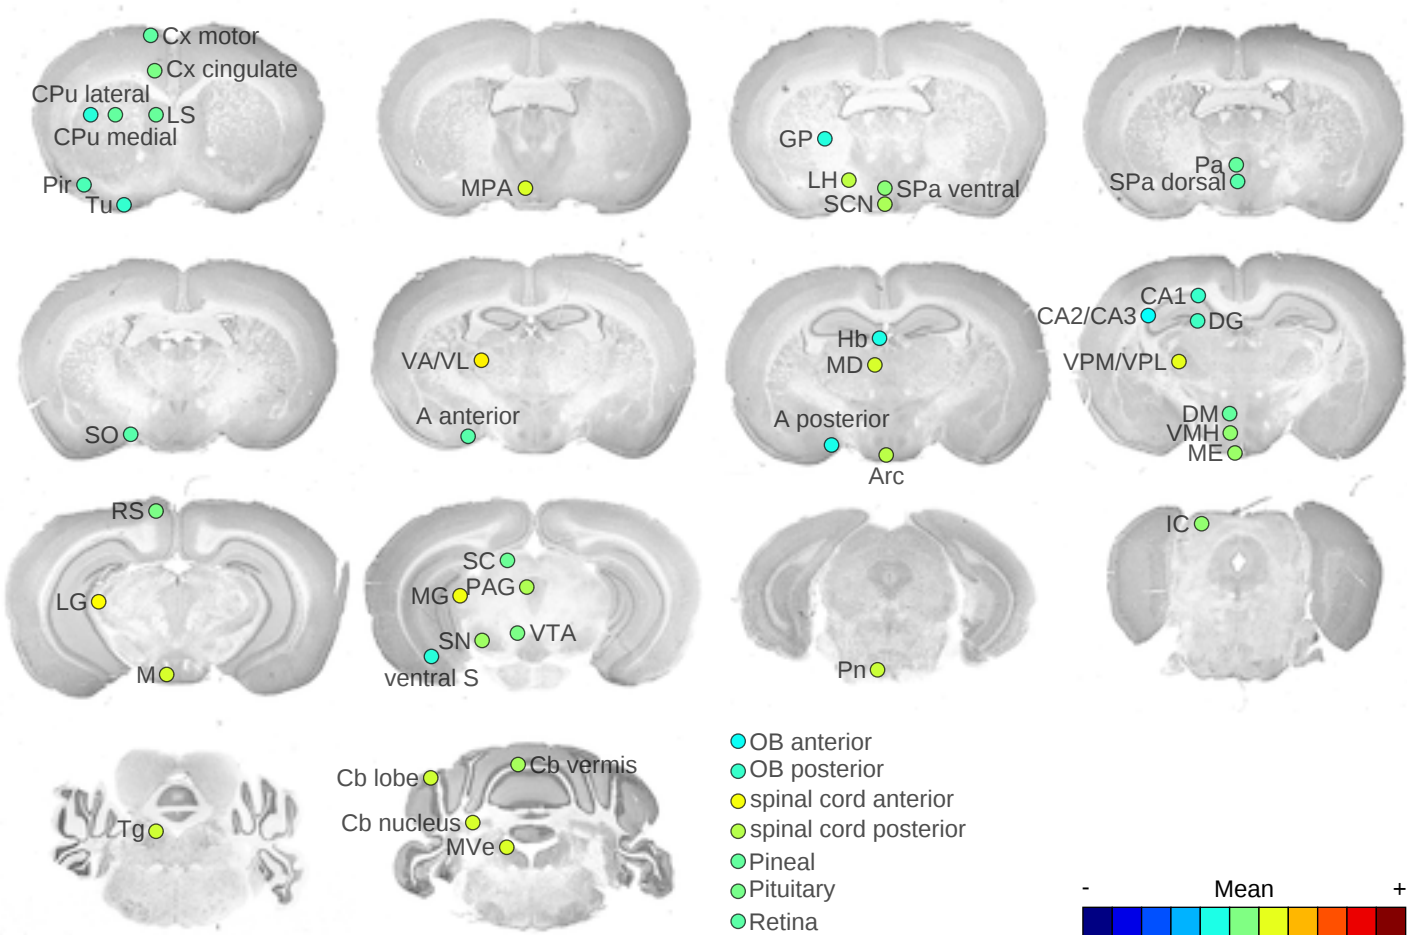 Cx motor
Cx cingulate
CPu lateral
LS
CPu medial
Pir
Tu
MPA
GP
LH
SPa ventral
SCN
Pa
SPa dorsal
SO
VA/VL
A anterior
Hb
MD
A posterior
Arc
CA1
CA2/CA3
DG
VPM/VPL
DM
VMH
ME
RS
LG
M
SC
PAG
MG
SN
VTA
ventral S
Pn
IC
Tg
Cb vermis
Cb lobe
Cb nucleus
MVe
OB anterior
OB posterior
spinal cord anterior
spinal cord posterior
Pineal
Pituitary
Retina
- Mean +